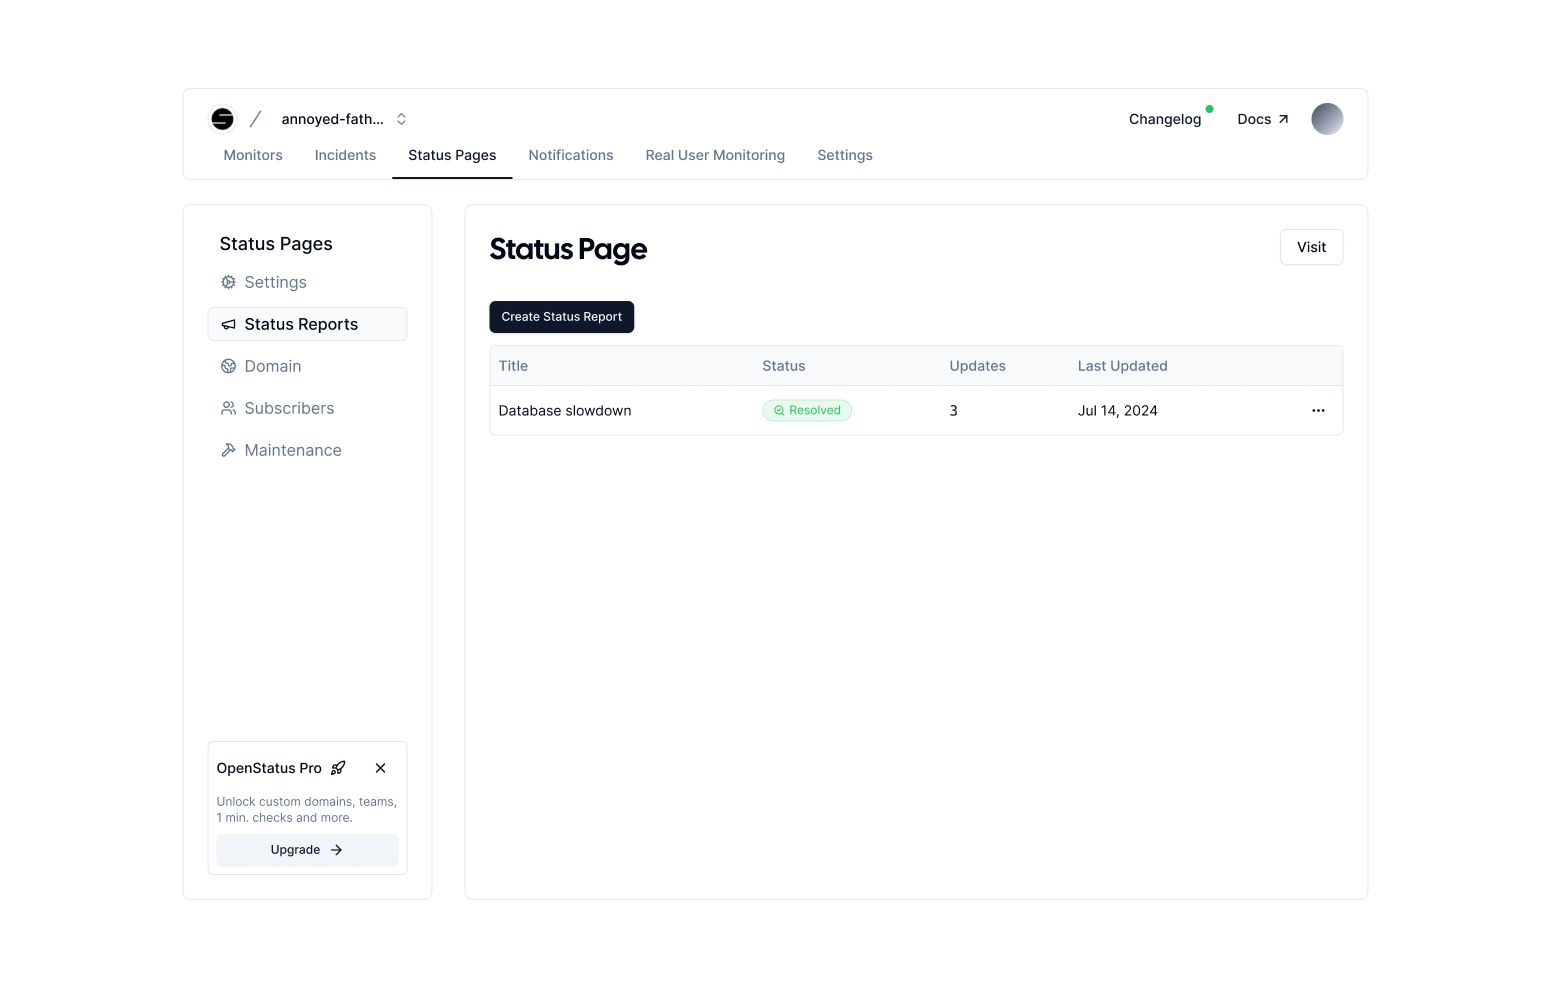 annoyed-fath...
Changelog
Docs
Monitors
Incidents
Status Pages
Notifications
Real User Monitoring
Settings
Status Pages
Settings
Status Reports
Domain
Subscribers
Maintenance
OpenStatus Pro
Unlock custom domains, teams,
1 min. checks and more.
Upgrade
Status Page
Visit
Create Status Report
Title Status Updates Last Updated
Database slowdown Resolved 3 Jul 14, 2024